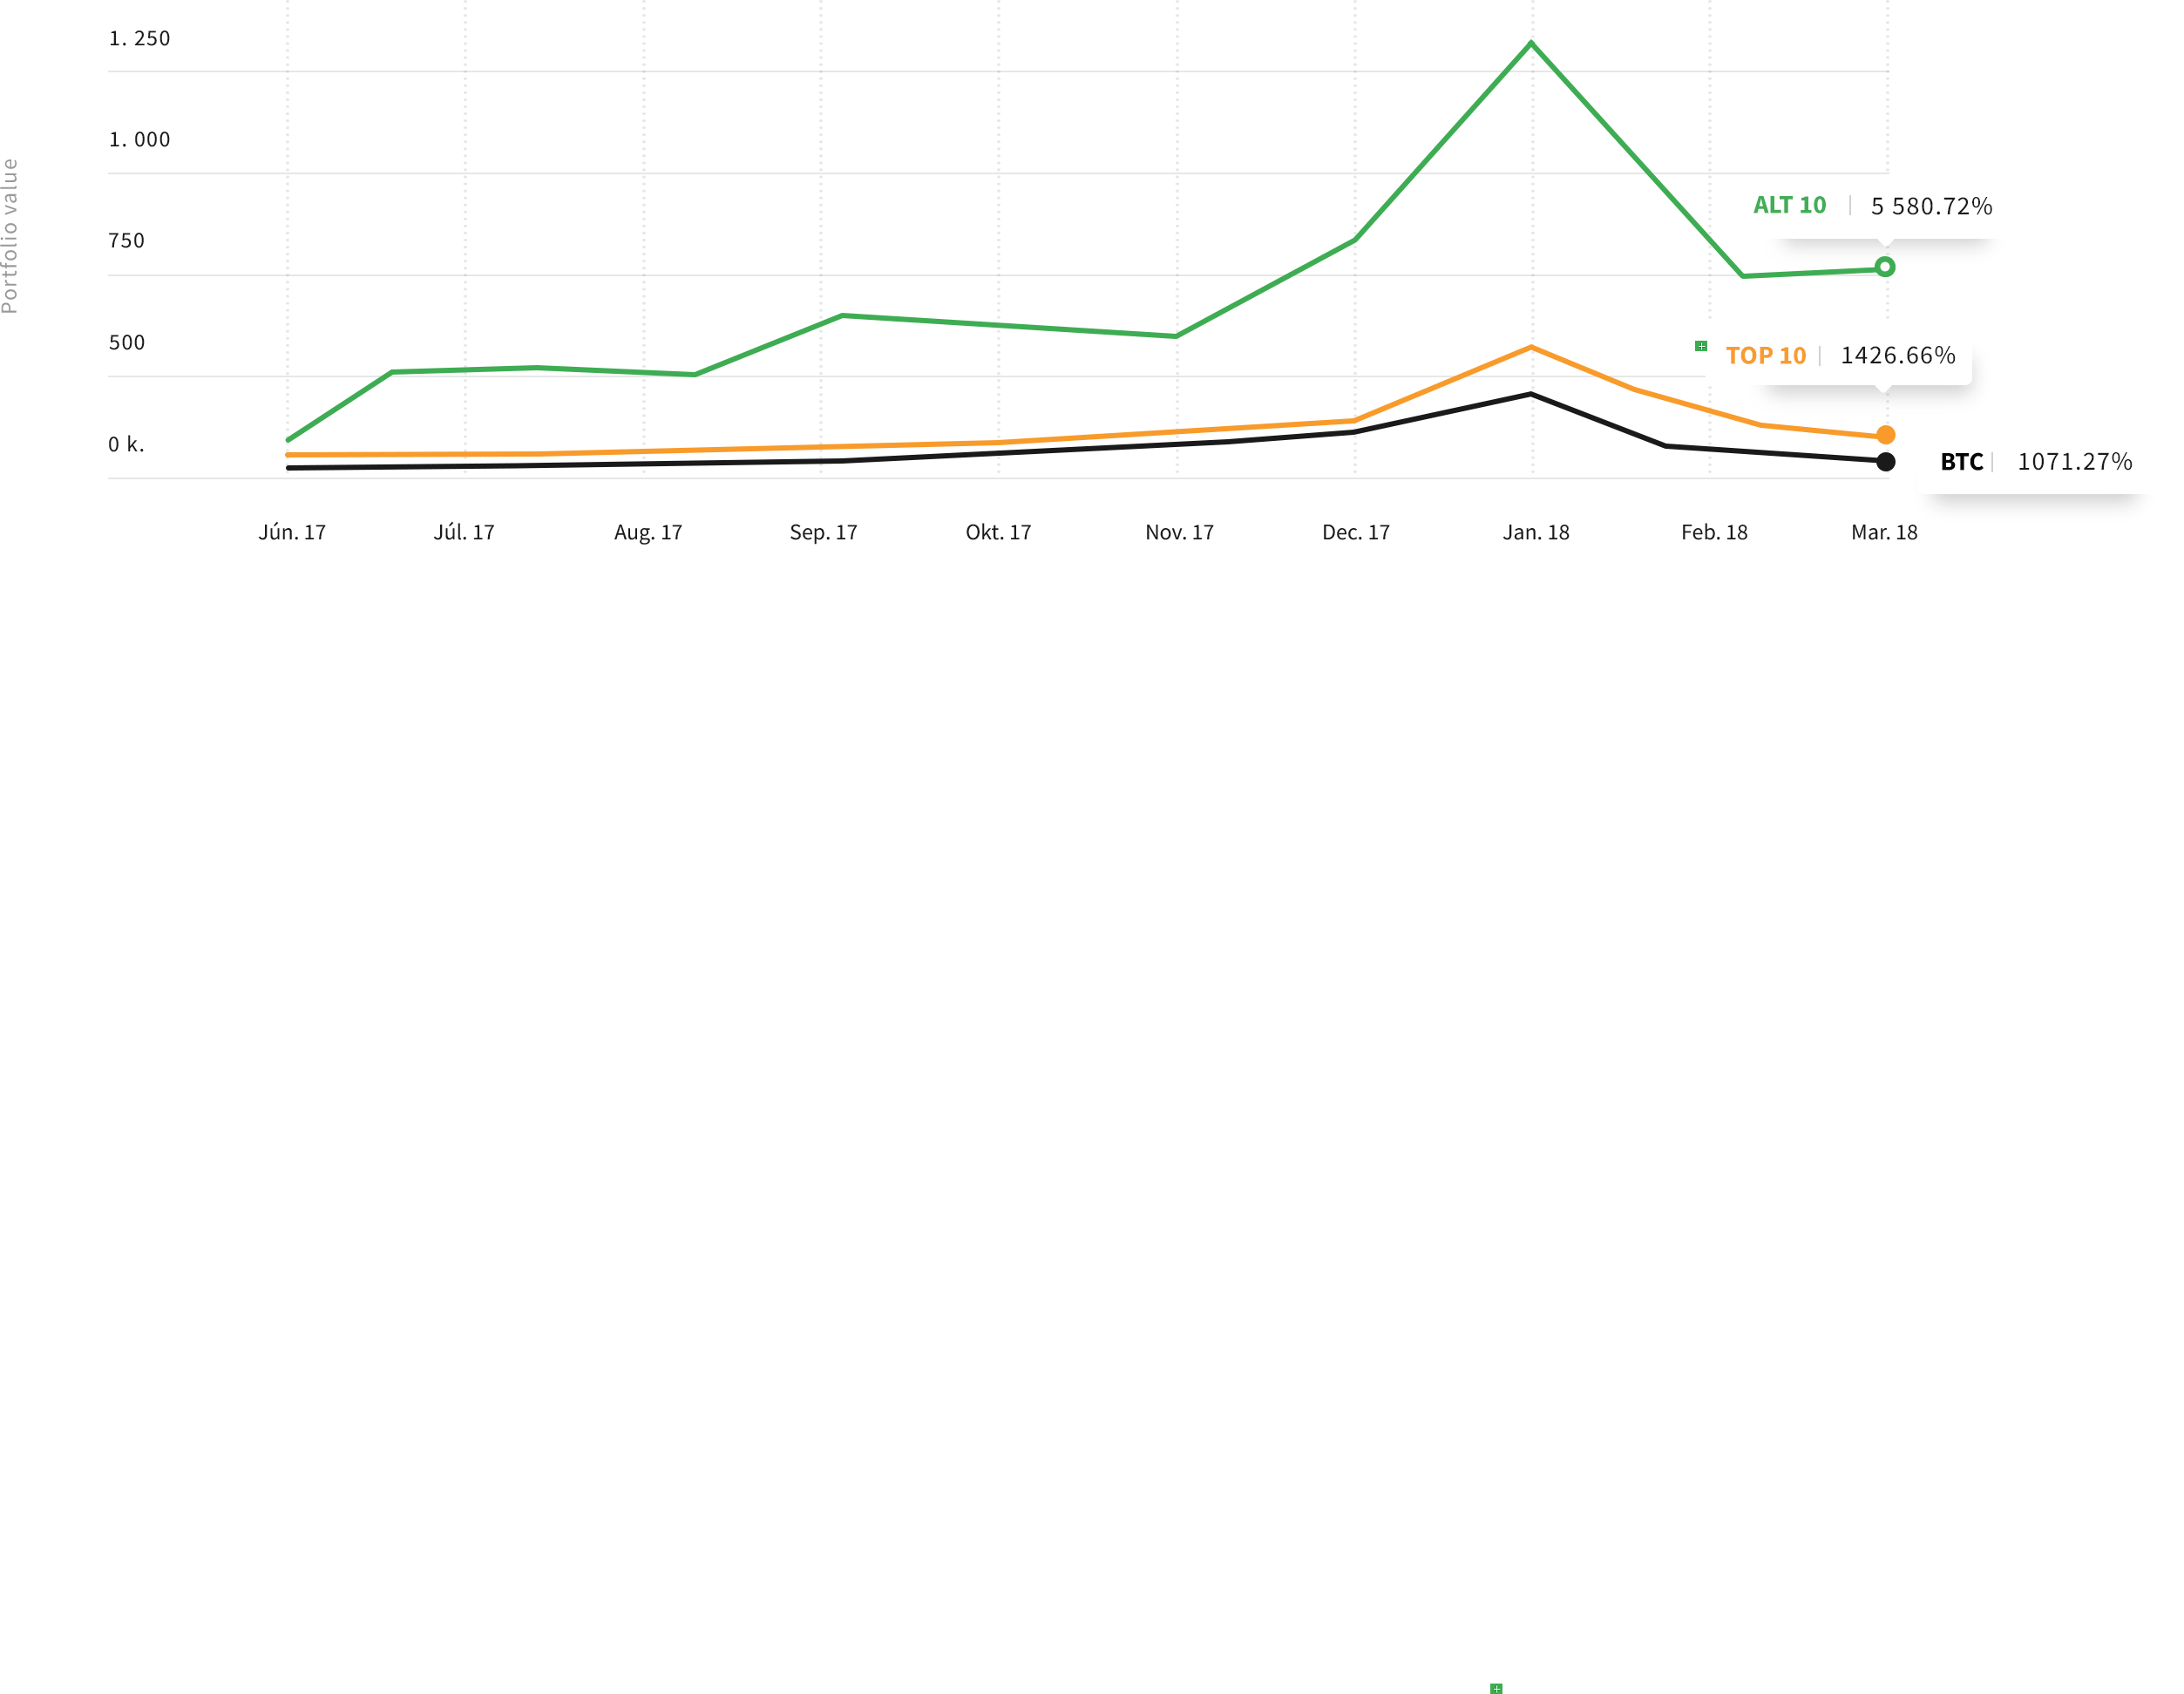 1. 250
1. 000
Portfolio value
750
500
0 k.
ALT 10 | 5 580.72%
TOP 10 | 1426.66%
BTC | 1071.27%
Jún. 17 Júl. 17 Aug. 17 Sep. 17 Okt. 17 Nov. 17 Dec. 17 Jan. 18 Feb. 18 Mar. 18